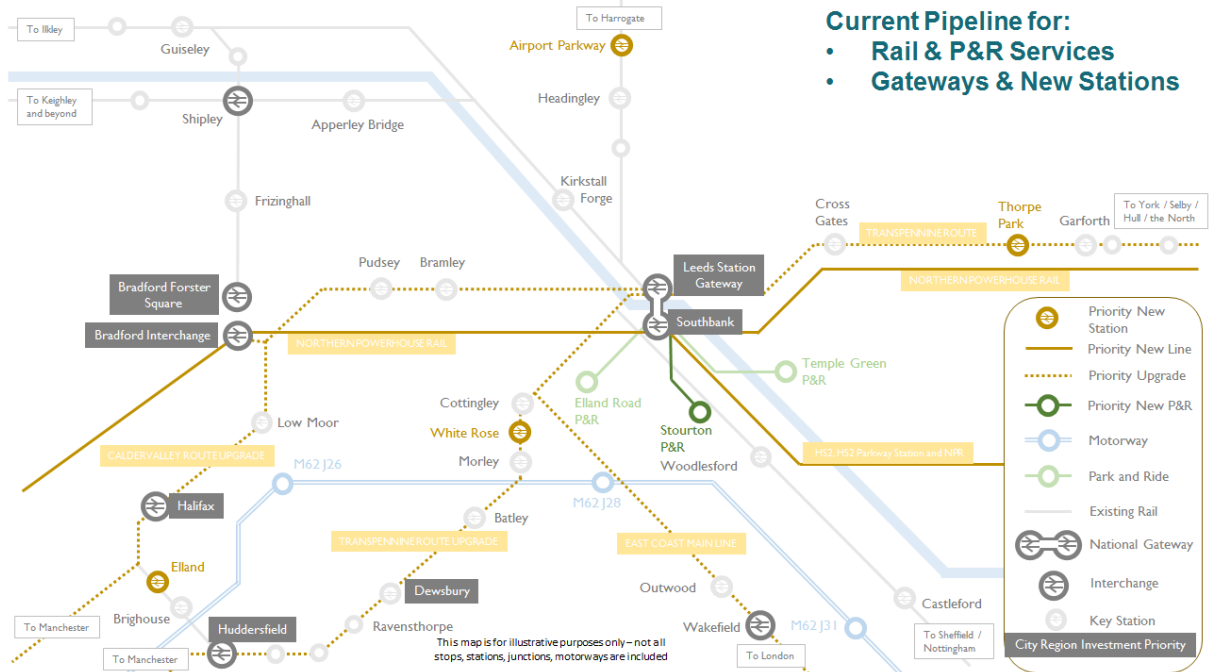 Current Pipeline for:
• Rail & P&R Services
• Gateways & New Stations
To Ilkley
Guiseley
To Harrogate
Airport Parkway
To Keighley
and beyond
Shipley
Apperley Bridge
Headingley
Frizinghall
Kirkstall
Forge
Cross
Gates
TRANSPENNINE ROUTE
Thorpe
Park
Garforth
To York / Selby /
Hull / the North
Pudsey
Bramley
Leeds Station
Gateway
Bradford Forster
Square
NORTHERN POWERHOUSE RAIL
Bradford Interchange
Southbank
NORTHERN POWERHOUSE RAIL
Temple Green
P&R
Elland Road
P&R
Cottingley
Stourton
P&R
Low Moor
White Rose
Morley
Woodlesford
CALDERVALLEY ROUTE UPGRADE
HS2, HS2 Parkway Station and NPR
M62 J26
M62 J28
Halifax
Batley
TRANSPENNINE ROUTE UPGRADE
EAST COAST MAIN LINE
Elland
Dewsbury
Outwood
Brighouse
Castleford
To Manchester
Huddersfield
Ravensthorpe
Wakefield
M62 J31
To Manchester
This map is for illustrative purposes only – not all
stops, stations, junctions, motorways are included
To London
To Sheffield /
Nottingham
Priority New
Station
Priority New Line
Priority Upgrade
Priority New P&R
Motorway
Park and Ride
Existing Rail
National Gateway
Interchange
Key Station
City Region Investment Priority